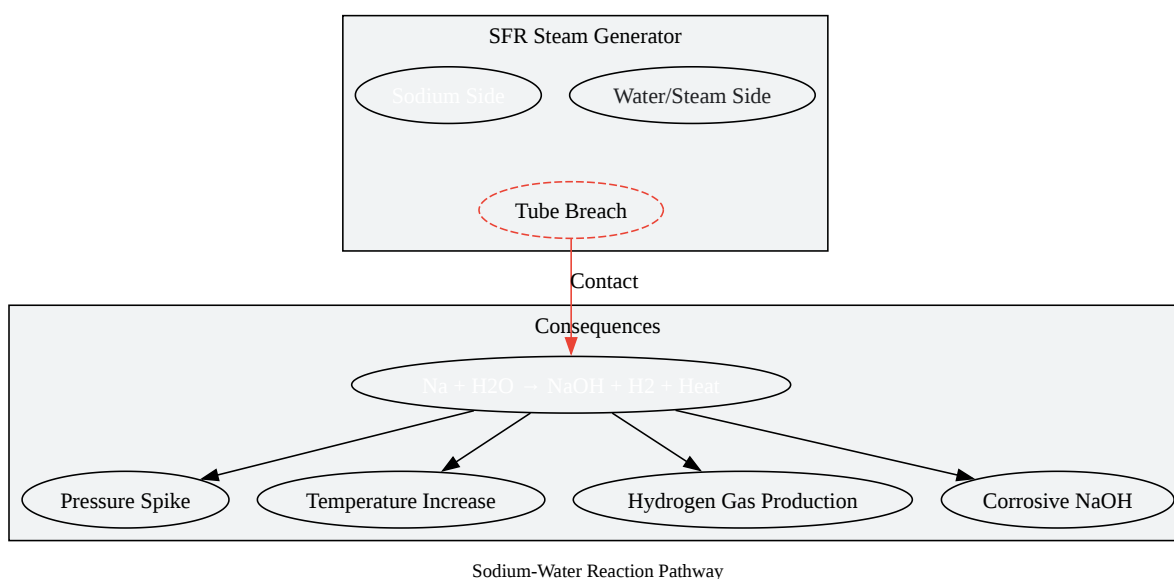 SFR Steam Generator
Sodium Side
Water/Steam Side
Tube Breach
Contact
Consequences
Na + H2O → NaOH + H2 + Heat
Pressure Spike
Temperature Increase
Hydrogen Gas Production
Corrosive NaOH
Sodium-Water Reaction Pathway